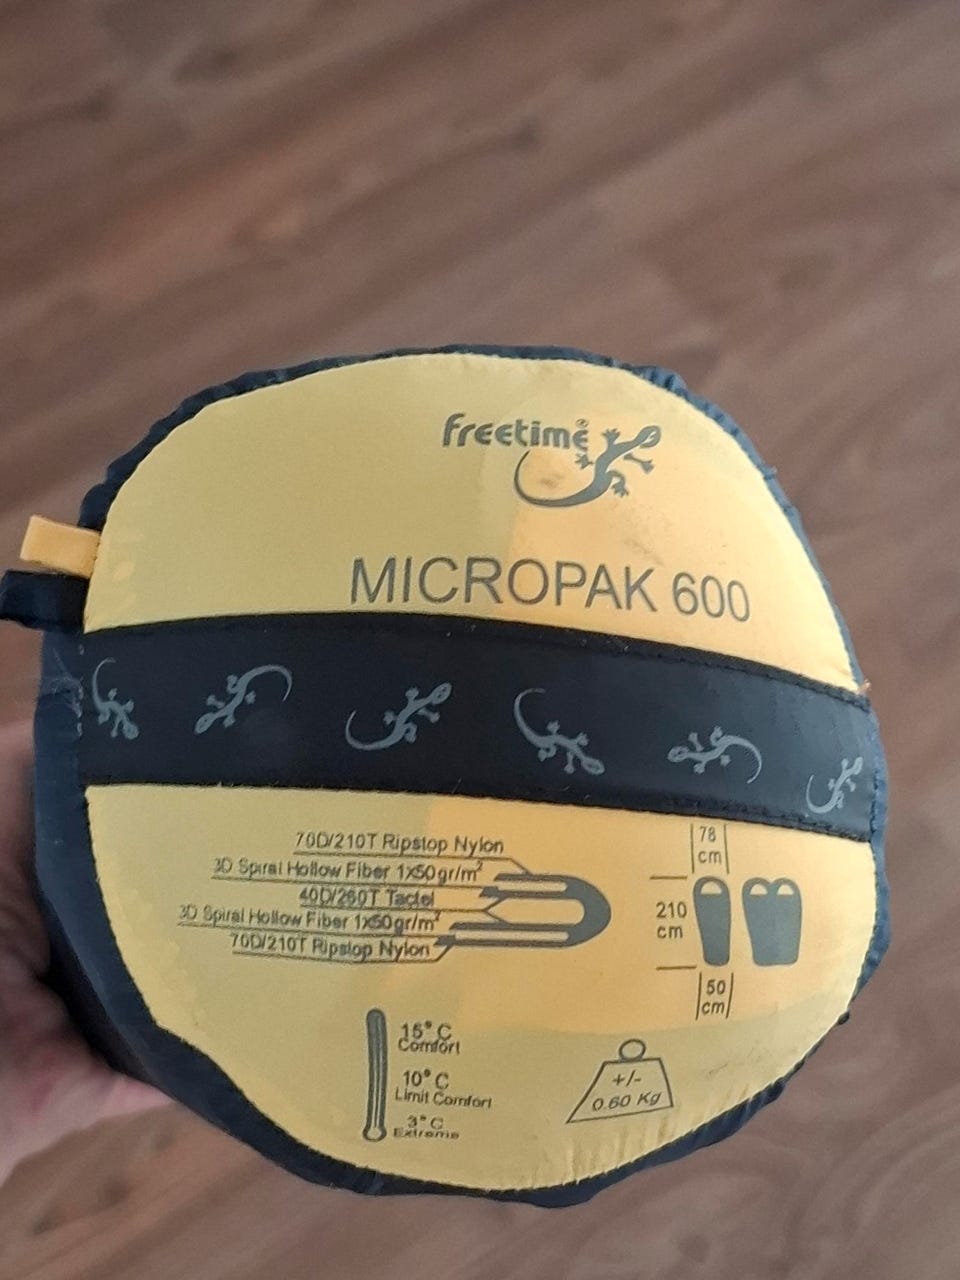 freetime®
MICROPAK 600
70D/210T Ripstop Nylon
3D Spiral Hollow Fiber 1x50gr/m²
40D/260T Tactel
3D Spiral Hollow Fiber 1x50gr/m²
70D/210T Ripstop Nylon
78
cm
210
cm
50
cm
15° C
Comfort
10° C
Limit Comfort
3° C
Extreme
+/-
0.60 Kg